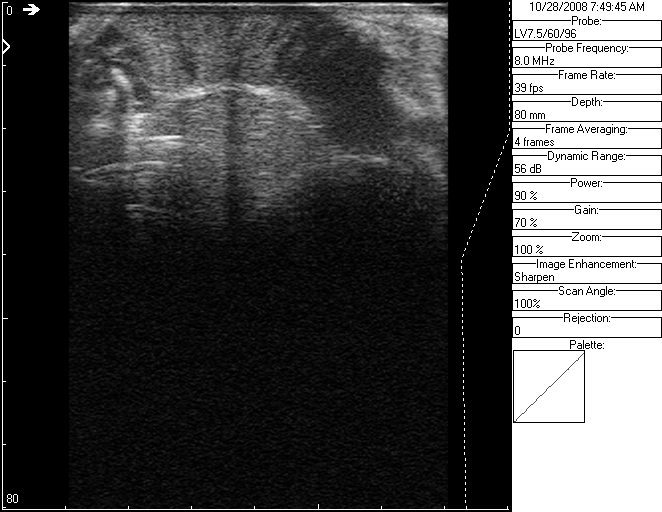 0
80
10/28/2008 7:49:45 AM
Probe:
LV7.5/60/96
Probe Frequency:
8.0 MHz
Frame Rate:
39 fps
Depth:
80 mm
Frame Averaging:
4 frames
Dynamic Range:
56 dB
Power:
90 %
Gain:
70 %
Zoom:
100 %
Image Enhancement:
Sharpen
Scan Angle:
100%
Rejection:
0
Palette: